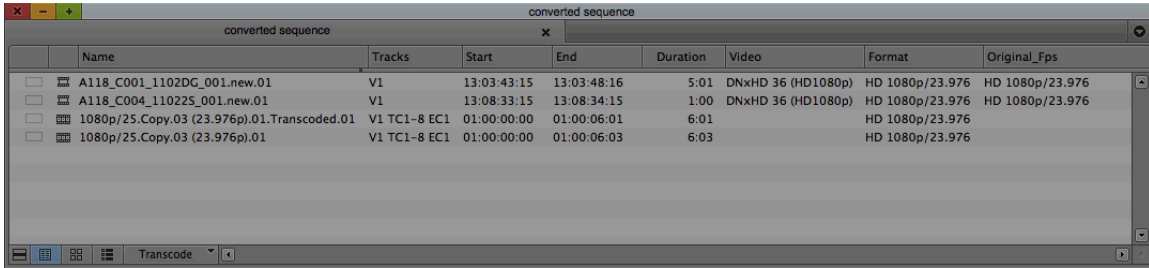 converted sequence
converted sequence
Name Tracks Start End Duration Video Format Original_Fps
A118_C001_1102DG_001.new.01 V1 13:03:43:15 13:03:48:16 5:01 DNxHD 36 (HD1080p) HD 1080p/23.976 HD 1080p/23.976
A118_C004_11022S_001.new.01 V1 13:08:33:15 13:08:34:15 1:00 DNxHD 36 (HD1080p) HD 1080p/23.976 HD 1080p/23.976
1080p/25.Copy.03 (23.976p).01.Transcoded.01 V1 TC1-8 EC1 01:00:00:00 01:00:06:01 6:01 HD 1080p/23.976
1080p/25.Copy.03 (23.976p).01 V1 TC1-8 EC1 01:00:00:00 01:00:06:03 6:03 HD 1080p/23.976
Transcode